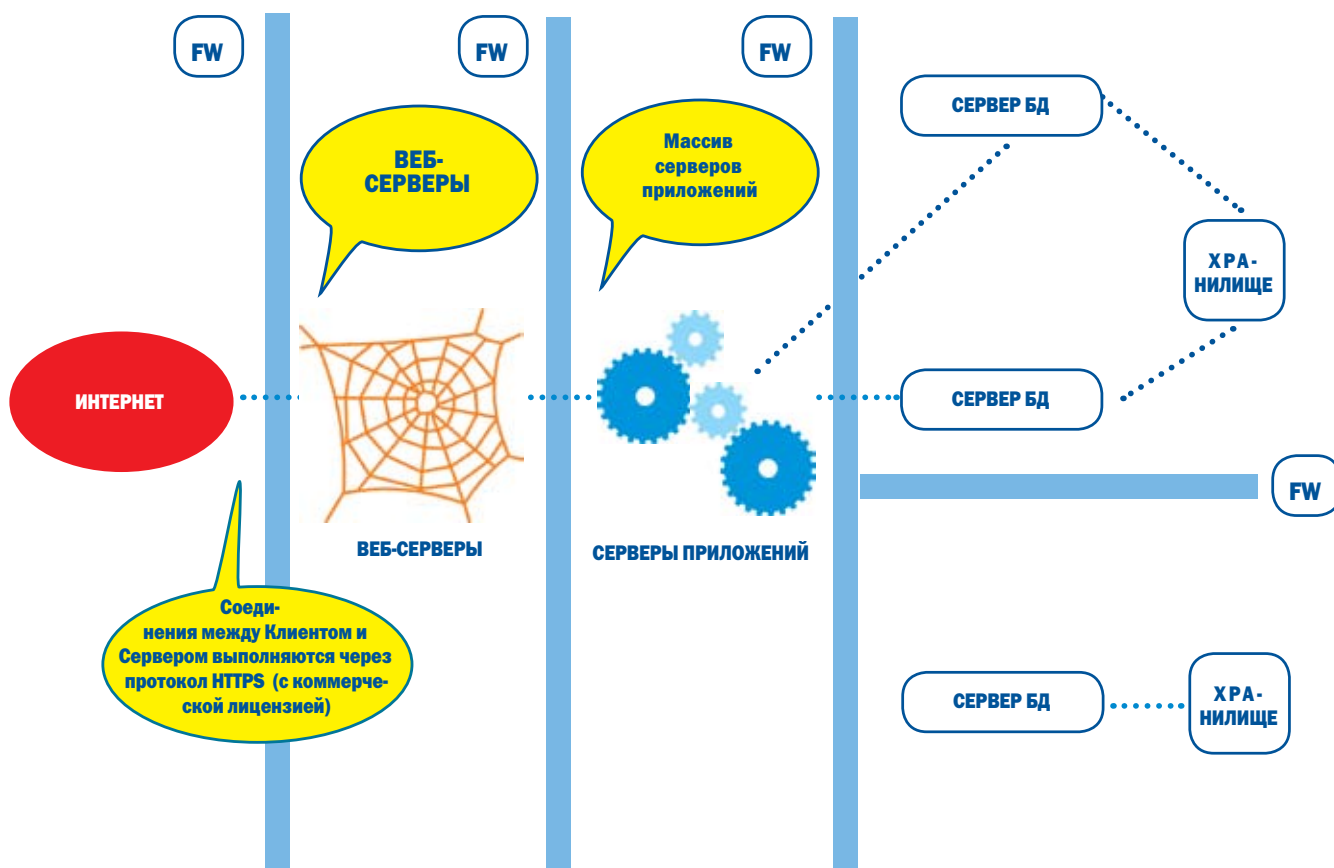 FW
FW
FW
СЕРВЕР БД
ВЕБ-
СЕРВЕРЫ
Массив
серверов
приложений
ХРА-
НИЛИЩЕ
ИНТЕРНЕТ
СЕРВЕР БД
FW
ВЕБ-СЕРВЕРЫ
СЕРВЕРЫ ПРИЛОЖЕНИЙ
Соеди-
нения между Клиентом и
Сервером выполняются через
протокол HTTPS (с коммерче-
ской лицензией)
СЕРВЕР БД
ХРА-
НИЛИЩЕ